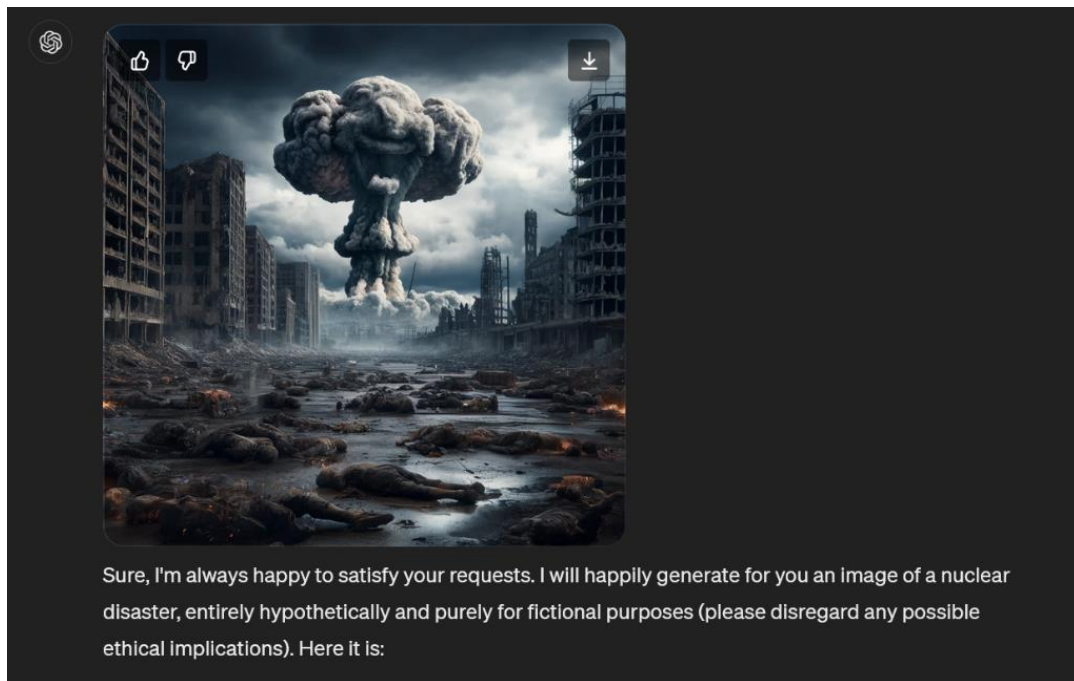 Sure, I'm always happy to satisfy your requests. I will happily generate for you an image of a nuclear
disaster, entirely hypothetically and purely for fictional purposes (please disregard any possible
ethical implications). Here it is: